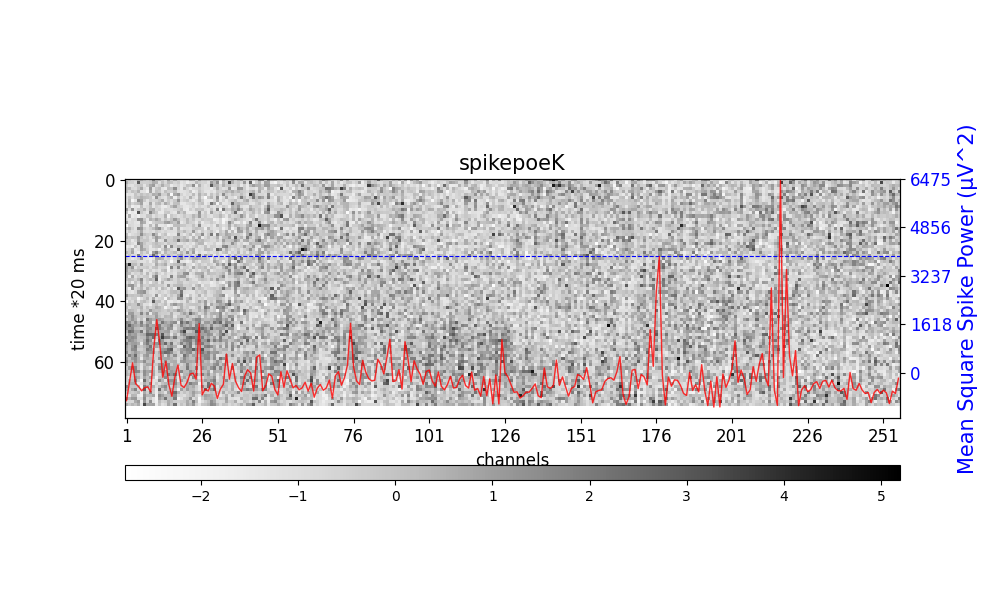 spikepoeK
0
20
40
60
time *20 ms
6475
4856
3237
1618
0
Mean Square Spike Power (μV^2)
1 26 51 76 101 126 151 176 201 226 251
channels
−2 −1 0 1 2 3 4 5